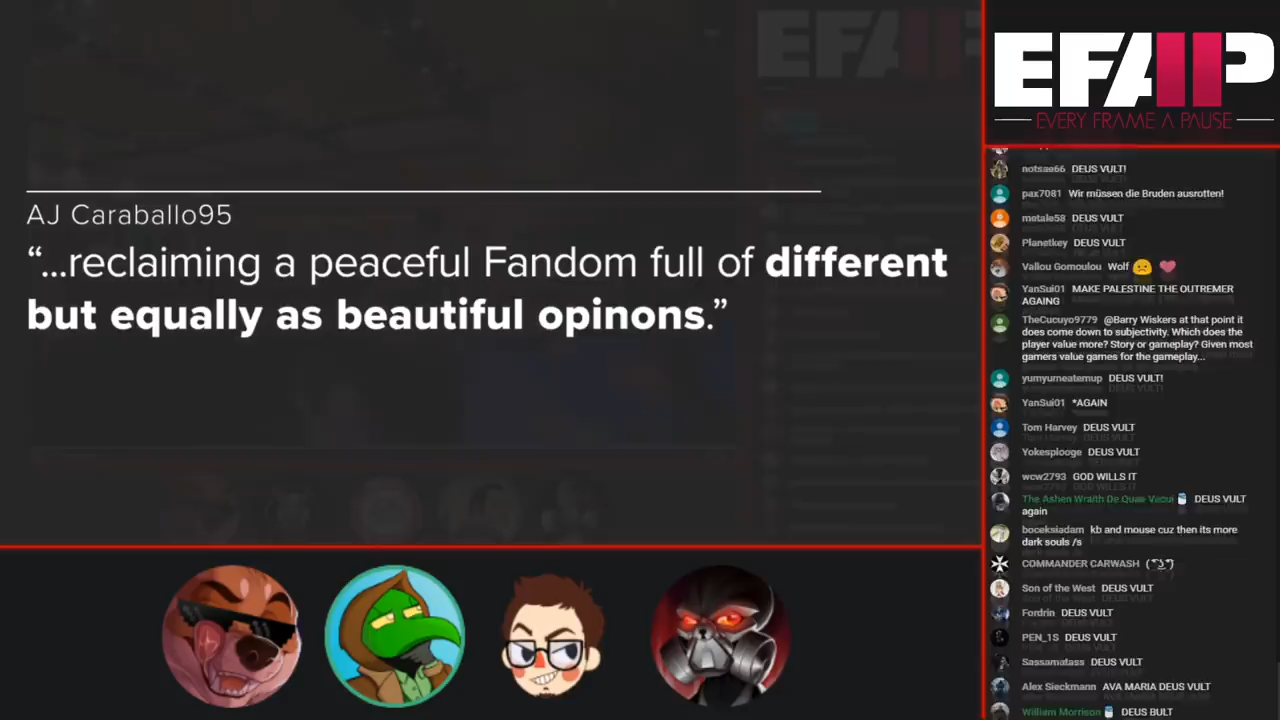 EFAP
EVERY FRAME A PAUSE
AJ Caraballo95
“...reclaiming a peaceful Fandom full of different
but equally as beautiful opinons.”
notsae66 DEUS VULT!
pax7081 Wir müssen die Bruden ausrotten!
metale58 DEUS VULT
Planetkey DEUS VULT
Valiou Gomoulou Wolf
YanSui01 MAKE PALESTINE THE OUTREMER
AGAING
TheCucuyo9779 @Barry Wiskers at that point it
does come down to subjectivity. Which does the
player value more? Story or gameplay? Given most
gamers value games for the gameplay...
yumyumeatemup DEUS VULT!
YanSui01 *AGAIN
Tom Harvey DEUS VULT
Yokesplooge DEUS VULT
wcw2793 GOD WILLS IT
The Ashen Wraith De Quae Vacui DEUS VULT
again
boceksiadam kb and mouse cuz then its more
dark souls /s
COMMANDER CARWASH
Son of the West DEUS VULT
Fordrin DEUS VULT
PEN_1S DEUS VULT
Sassamatass DEUS VULT
Alex Sieckmann AVA MARIA DEUS VULT
William Morrison DEUS BULT